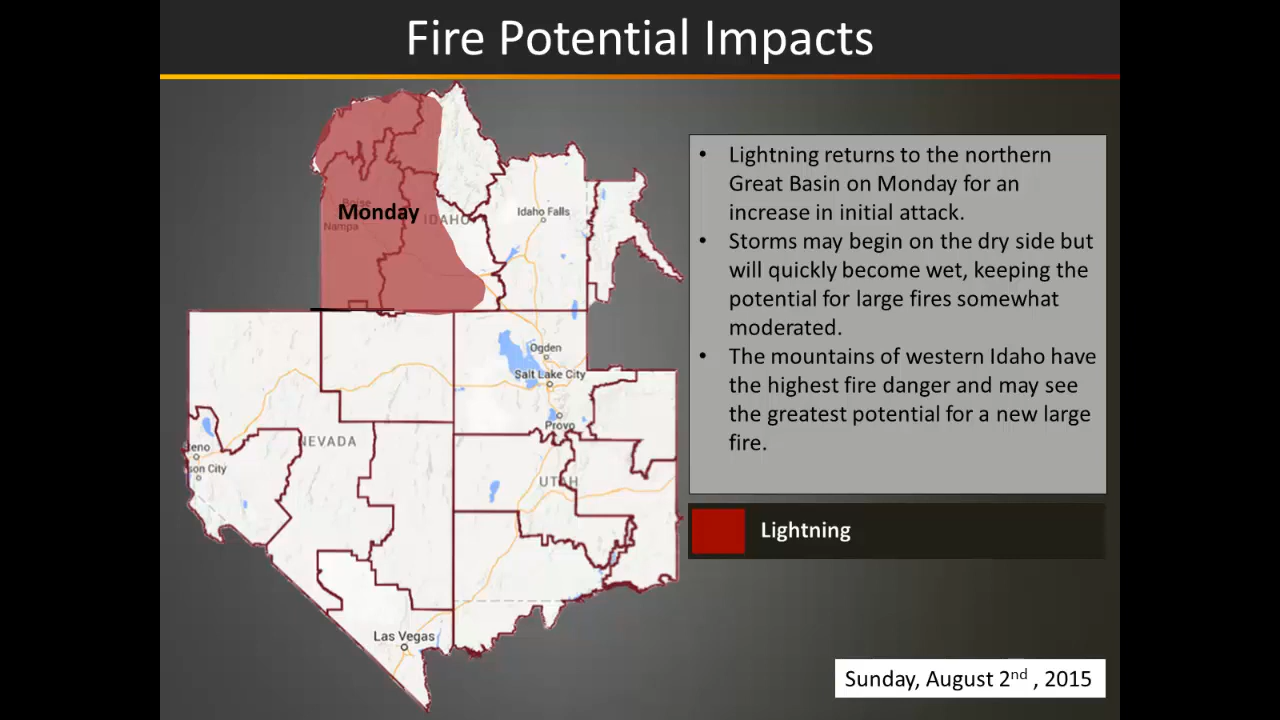 Fire Potential Impacts
Monday
Boise
Nampa
IDAHO
Idaho Falls
Ogden
Salt Lake City
Provo
NEVADA
eno
son City
UTAH
Las Vegas
• Lightning returns to the northern
Great Basin on Monday for an
increase in initial attack.
• Storms may begin on the dry side but
will quickly become wet, keeping the
potential for large fires somewhat
moderated.
• The mountains of western Idaho have
the highest fire danger and may see
the greatest potential for a new large
fire.
Lightning
Sunday, August 2nd , 2015